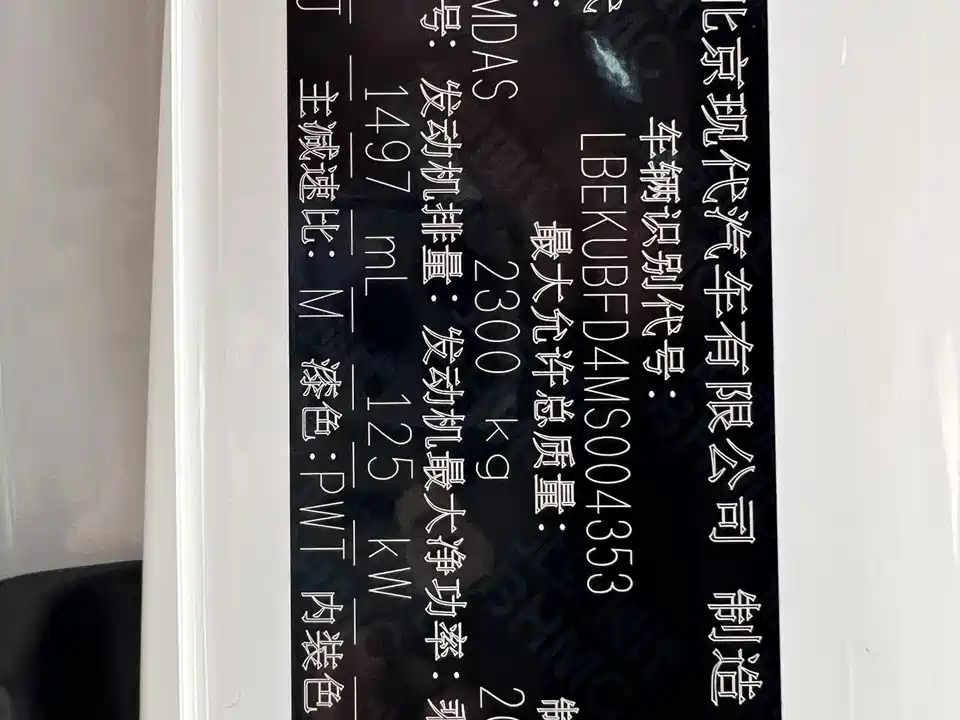 北京现代汽车有限公司 制造
车辆识别代号:
LBEKUBFD4MS004353
最大允许总质量:
MDAS 2300 kg 20
号: 发动机排量: 发动机最大净功率:
1497 mL 125 kW
主减速比: M 漆色:PWT 内装色